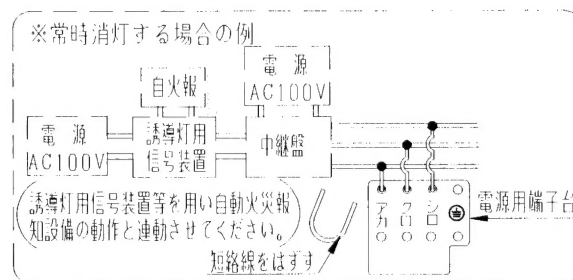 ※常時消灯する場合の例
電源
AC100V
自火報
電源
AC100V
誘導灯用
信号装置
中継盤
誘導灯用信号装置等を用い自動火災報
知設備の動作と連動させてください。
アカ
クロ
シロ
電源用端子台
短絡線をはずす